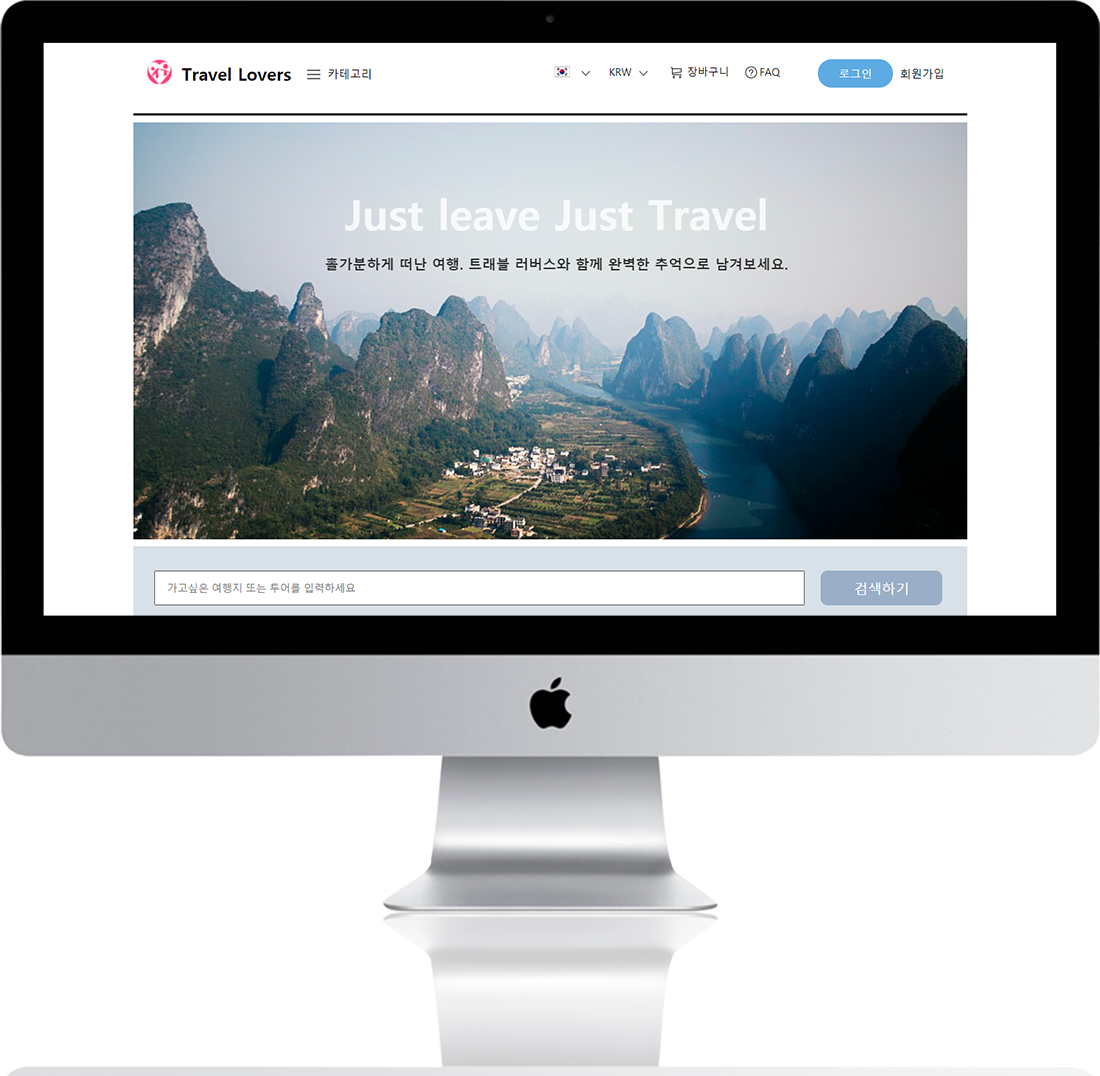 Travel Lovers 카테고리 KRW 장바구니 FAQ 로그인 회원가입
Just leave Just Travel
홀가분하게 떠난 여행. 트래블 러버스와 함께 완벽한 추억으로 남겨보세요.
가고싶은 여행지 또는 투어를 입력하세요 검색하기